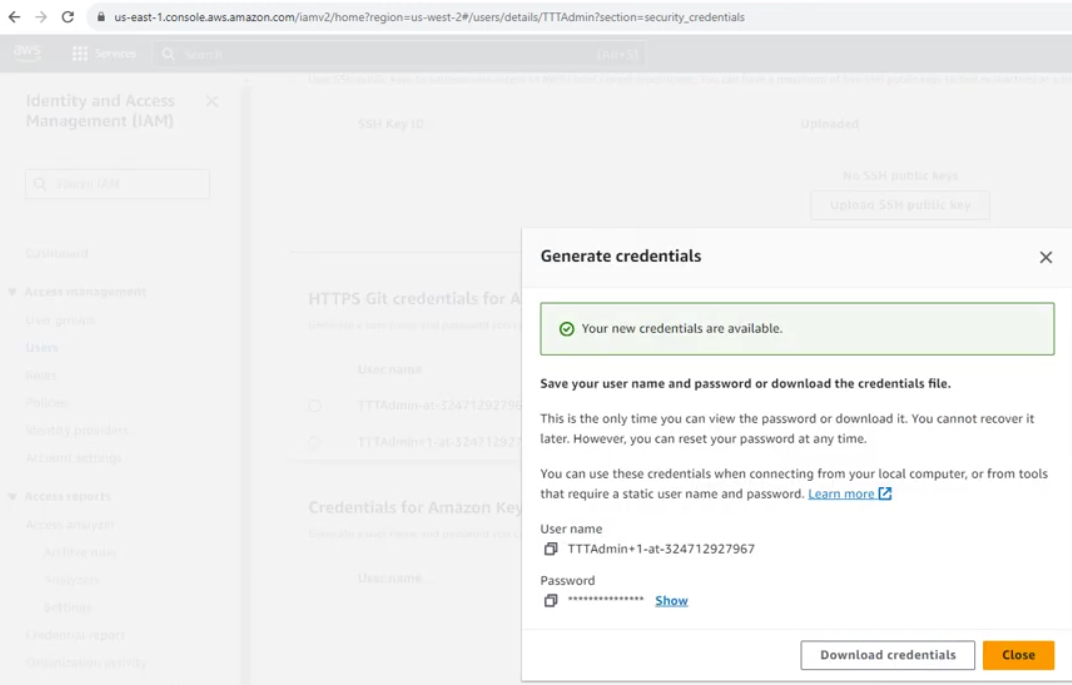 us-east-1.console.aws.amazon.com/iamv2/home?region=us-west-2#/users/details/TTTAdmin?section=security_credentials
aws
Services
Search
[Alt+S]
Identity and Access
Management (IAM)
Search IAM
Dashboard
Access management
User groups
Users
Roles
Policies
Identity providers
Account settings
Access reports
Access analyzer
Archive rules
Analyzers
Settings
Credential report
Organization activity
SSH Key ID
Uploaded
No SSH public keys
Upload SSH public key
HTTPS Git credentials for A
User name
TTTAdmin-at-32471292796
TTTAdmin+1-at-324712927
Credentials for Amazon Key
User name
Generate credentials
Your new credentials are available.
Save your user name and password or download the credentials file.
This is the only time you can view the password or download it. You cannot recover it
later. However, you can reset your password at any time.
You can use these credentials when connecting from your local computer, or from tools
that require a static user name and password. Learn more
User name
TTTAdmin+1-at-324712927967
Password
*************** Show
Download credentials
Close